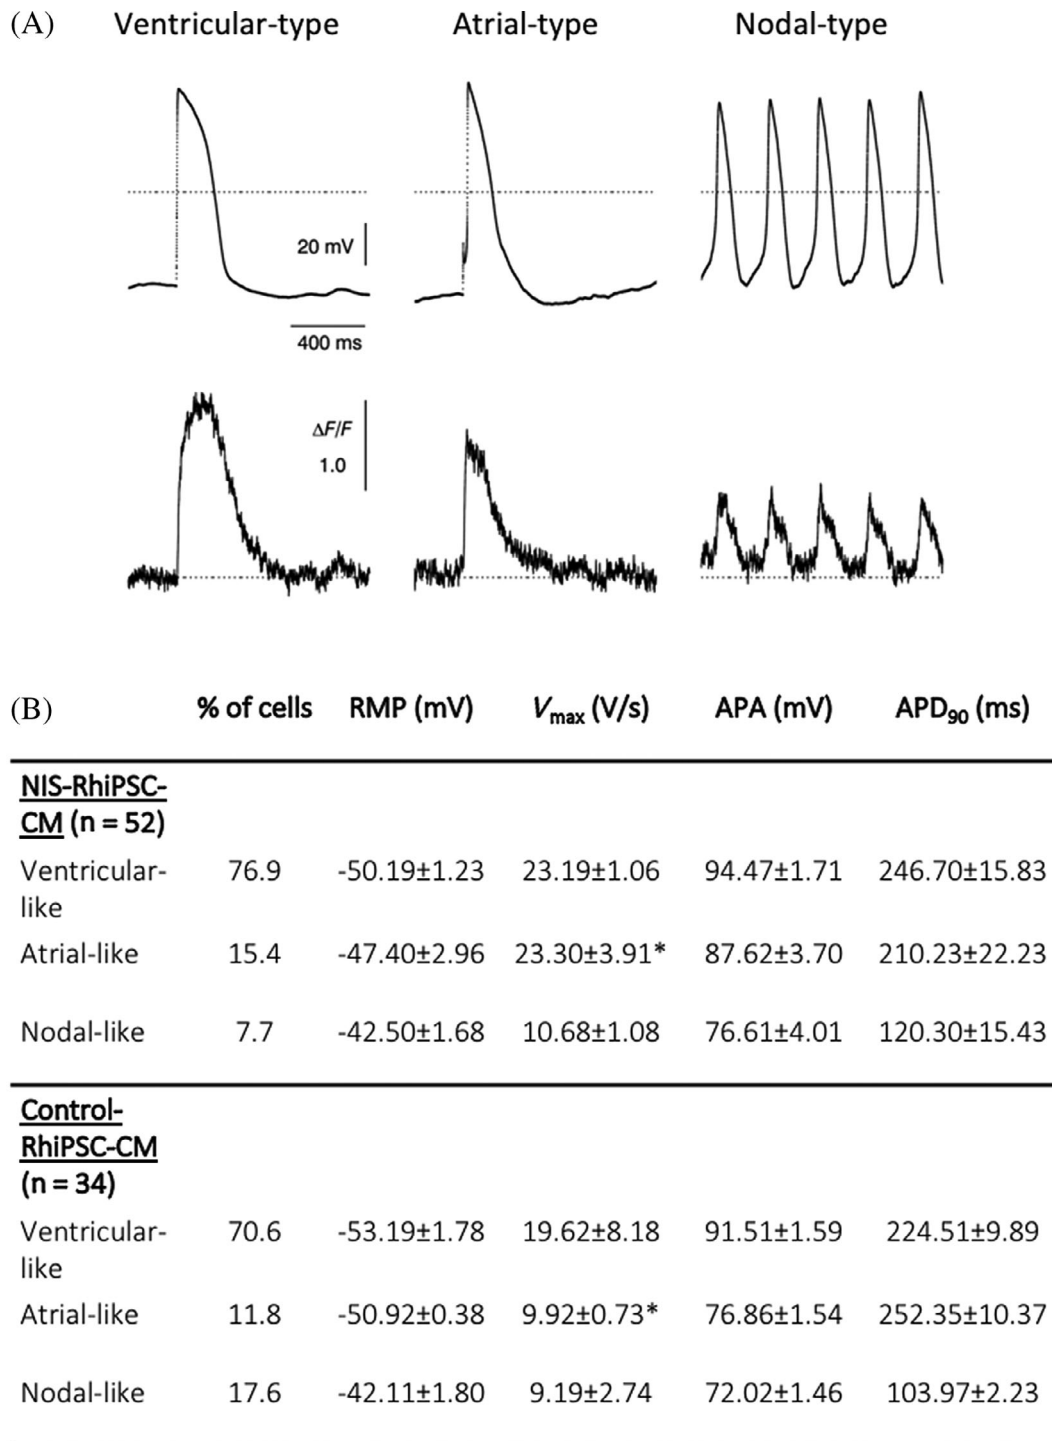 (A) Ventricular-type Atrial-type Nodal-type
20 mV
400 ms
ΔF/F
1.0
(B) % of cells RMP (mV) Vmax (V/s) APA (mV) APD90 (ms)
NIS-RhiPSC-
CM (n = 52)
Ventricular- 76.9 -50.19±1.23 23.19±1.06 94.47±1.71 246.70±15.83
like
Atrial-like 15.4 -47.40±2.96 23.30±3.91* 87.62±3.70 210.23±22.23
Nodal-like 7.7 -42.50±1.68 10.68±1.08 76.61±4.01 120.30±15.43
Control-
RhiPSC-CM
(n = 34)
Ventricular- 70.6 -53.19±1.78 19.62±8.18 91.51±1.59 224.51±9.89
like
Atrial-like 11.8 -50.92±0.38 9.92±0.73* 76.86±1.54 252.35±10.37
Nodal-like 17.6 -42.11±1.80 9.19±2.74 72.02±1.46 103.97±2.23